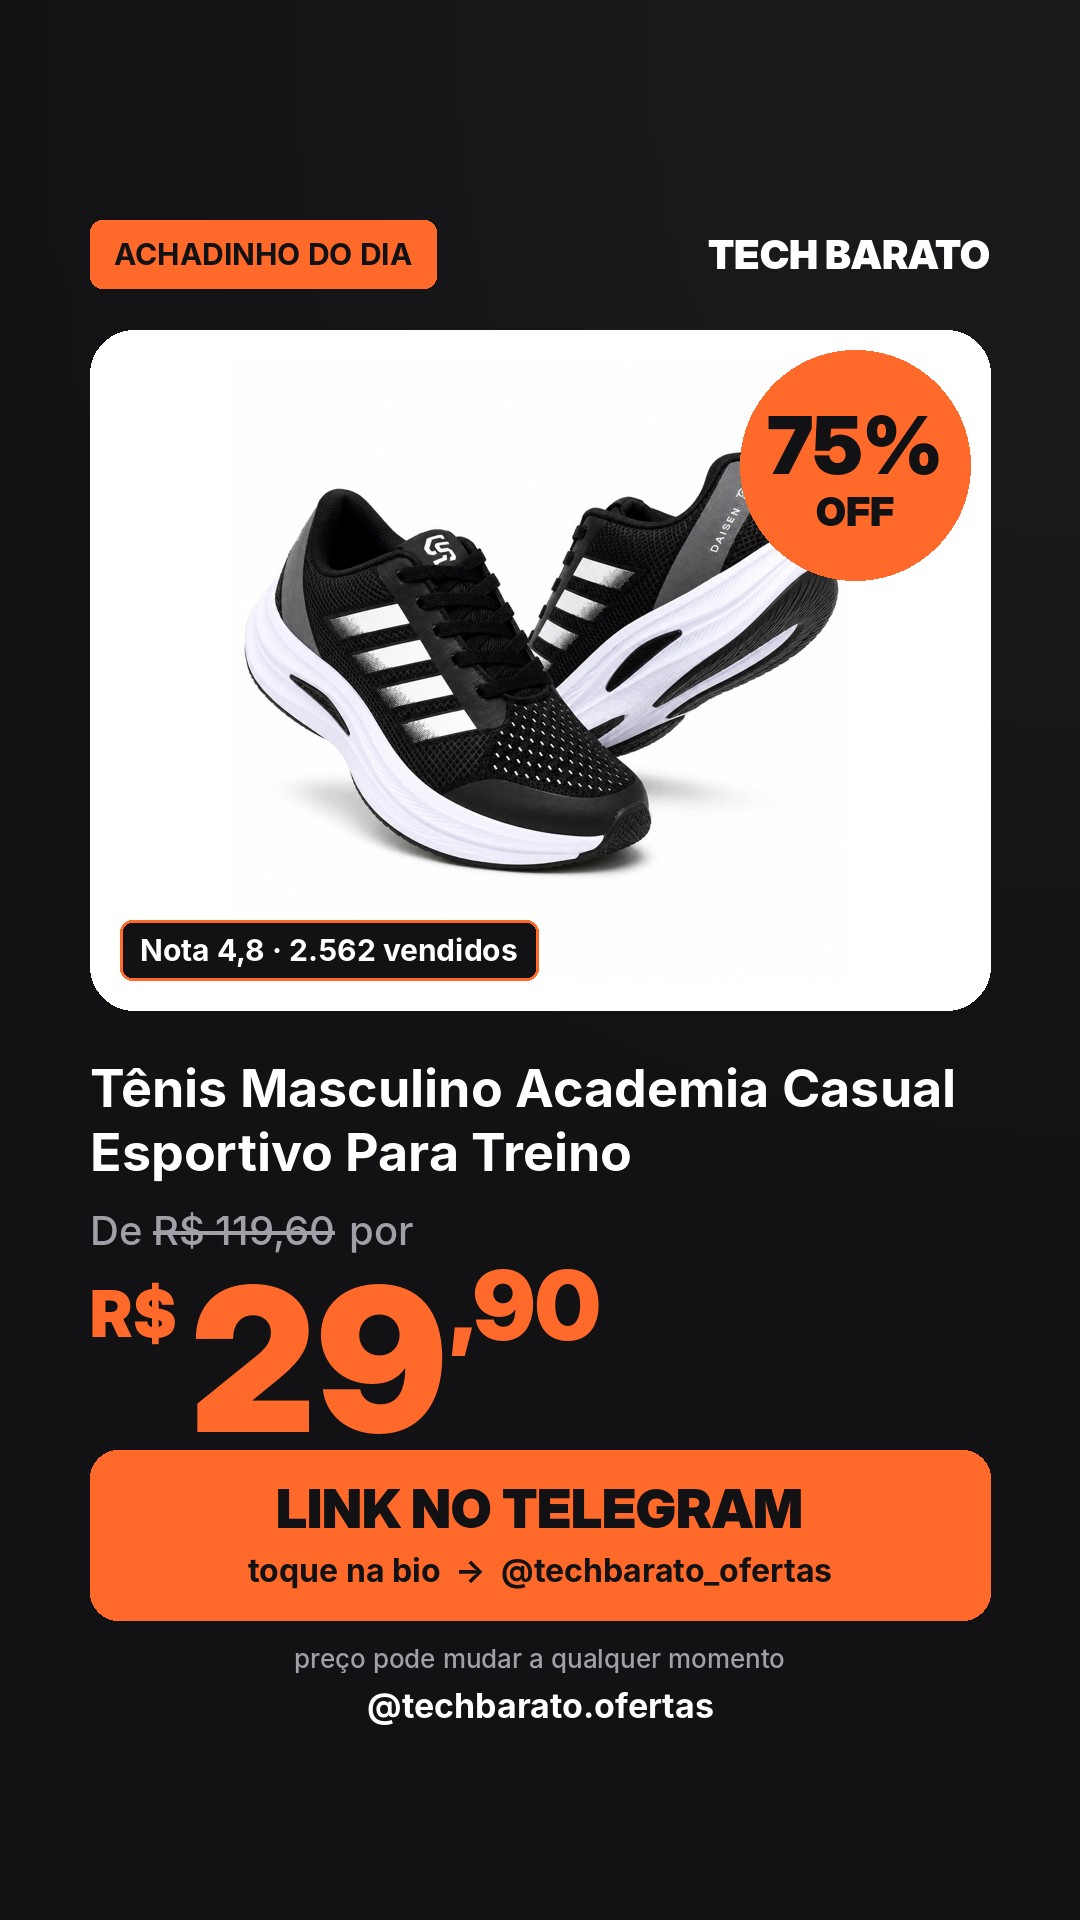 ACHADINHO DO DIA
TECH BARATO
75%
OFF
DAISEN
Nota 4,8 · 2.562 vendidos
Tênis Masculino Academia Casual
Esportivo Para Treino
De R$ 119,60 por
R$ 29,90
LINK NO TELEGRAM
toque na bio → @techbarato_ofertas
preço pode mudar a qualquer momento
@techbarato.ofertas